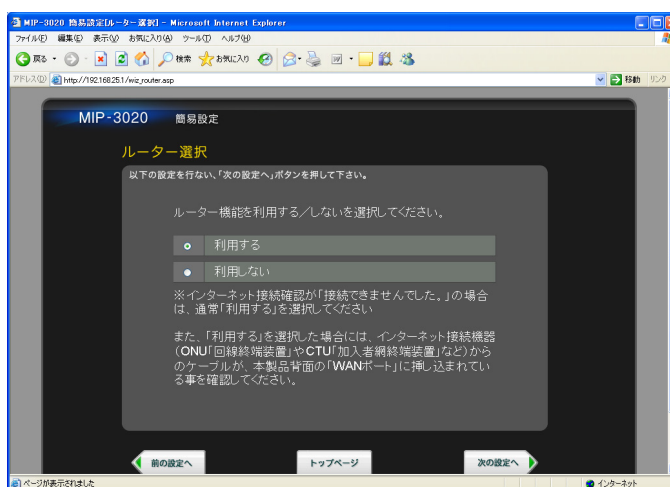 MIP-3020 簡易設定[ルーター選択] - Microsoft Internet Explorer
ファイル(F) 編集(E) 表示(V) お気に入り(A) ツール(T) ヘルプ(H)
戻る 検索 お気に入り
アドレス(D) http://192.168.25.1/wiz_router.asp 移動 リンク
MIP-3020 簡易設定
ルーター選択
以下の設定を行ない、「次の設定へ」ボタンを押して下さい。
ルーター機能を利用する/しないを選択してください。
利用する
利用しない
※インターネット接続確認が「接続できませんでした。」の場合
は、通常「利用する」を選択してください
また、「利用する」を選択した場合には、インターネット接続機器
(ONU「回線終端装置」やCTU「加入者網終端装置」など)から
のケーブルが、本製品背面の「WANポート」に挿し込まれてい
る事を確認してください。
前の設定へ トップページ 次の設定へ
ページが表示されました インターネット